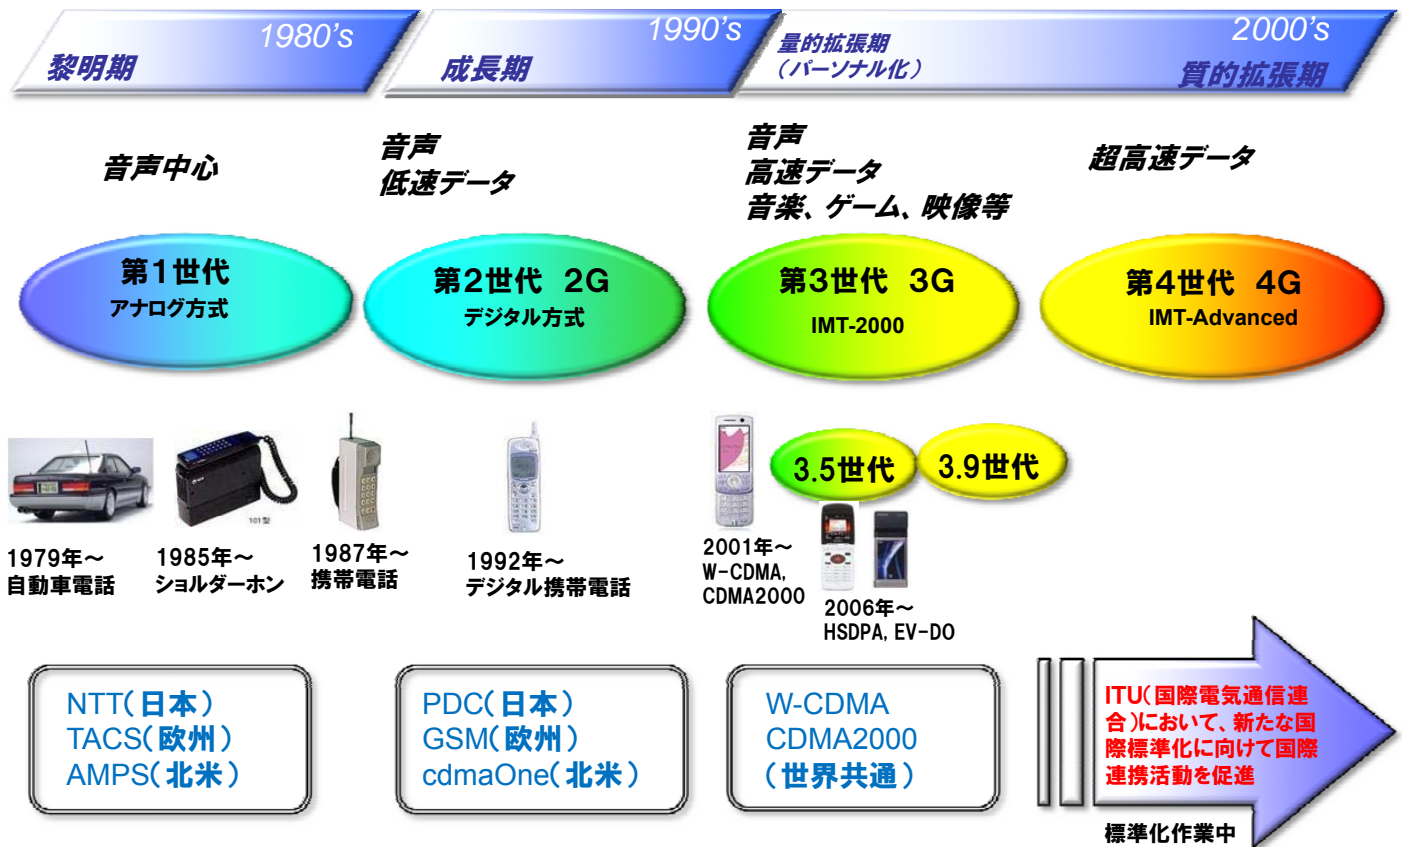 1980's
黎明期
1990's
成長期
2000's
量的拡張期
（パーソナル化）
質的拡張期
音声中心
音声
低速データ
音声
高速データ
音楽、ゲーム、映像等
超高速データ
第1世代
アナログ方式
第2世代 2G
デジタル方式
第3世代 3G
IMT-2000
第4世代 4G
IMT-Advanced
3.5世代
3.9世代
101型
1979年～
自動車電話
1985年～
ショルダーホン
1987年～
携帯電話
1992年～
デジタル携帯電話
2001年～
W-CDMA,
CDMA2000
2006年～
HSDPA, EV-DO
NTT（日本）
TACS（欧州）
AMPS（北米）
PDC（日本）
GSM（欧州）
cdmaOne（北米）
W-CDMA
CDMA2000
（世界共通）
ITU（国際電気通信連
合）において、新たな国
際標準化に向けて国際
連携活動を促進
標準化作業中